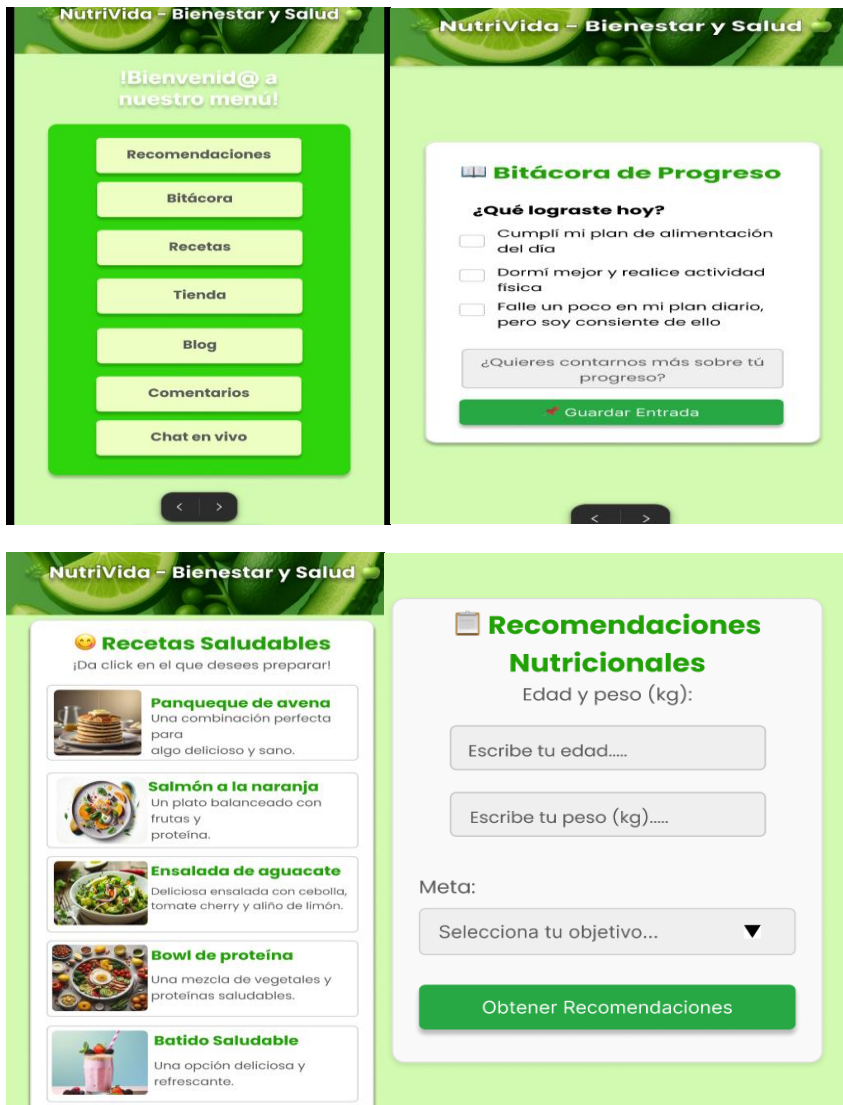 NutriVida - Bienestar y Salud
!Bienvenid@ a
nuestro menú!
Recomendaciones
Bitácora
Recetas
Tienda
Blog
Comentarios
Chat en vivo
< >
NutriVida - Bienestar y Salud
Bitácora de Progreso
¿Qué lograste hoy?
Cumplí mi plan de alimentación
del día
Dormí mejor y realice actividad
física
Falle un poco en mi plan diario,
pero soy consiente de ello
¿Quieres contarnos más sobre tú
progreso?
Guardar Entrada
< >
NutriVida - Bienestar y Salud
Recetas Saludables
¡Da click en el que desees preparar!
Panqueque de avena
Una combinación perfecta
para
algo delicioso y sano.
Salmón a la naranja
Un plato balanceado con
frutas y
proteína.
Ensalada de aguacate
Deliciosa ensalada con cebolla,
tomate cherry y aliño de limón.
Bowl de proteína
Una mezcla de vegetales y
proteínas saludables.
Batido Saludable
Una opción deliciosa y
refrescante.
Recomendaciones
Nutricionales
Edad y peso (kg):
Escribe tu edad.....
Escribe tu peso (kg).....
Meta:
Selecciona tu objetivo...
Obtener Recomendaciones